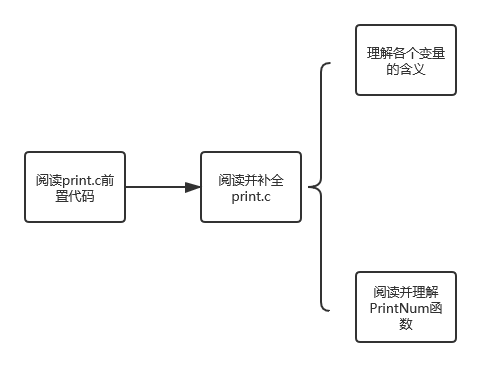 理解各个变量
的含义
阅读print.c前
置代码
阅读并补全
print.c
阅读并理解
PrintNum函
数